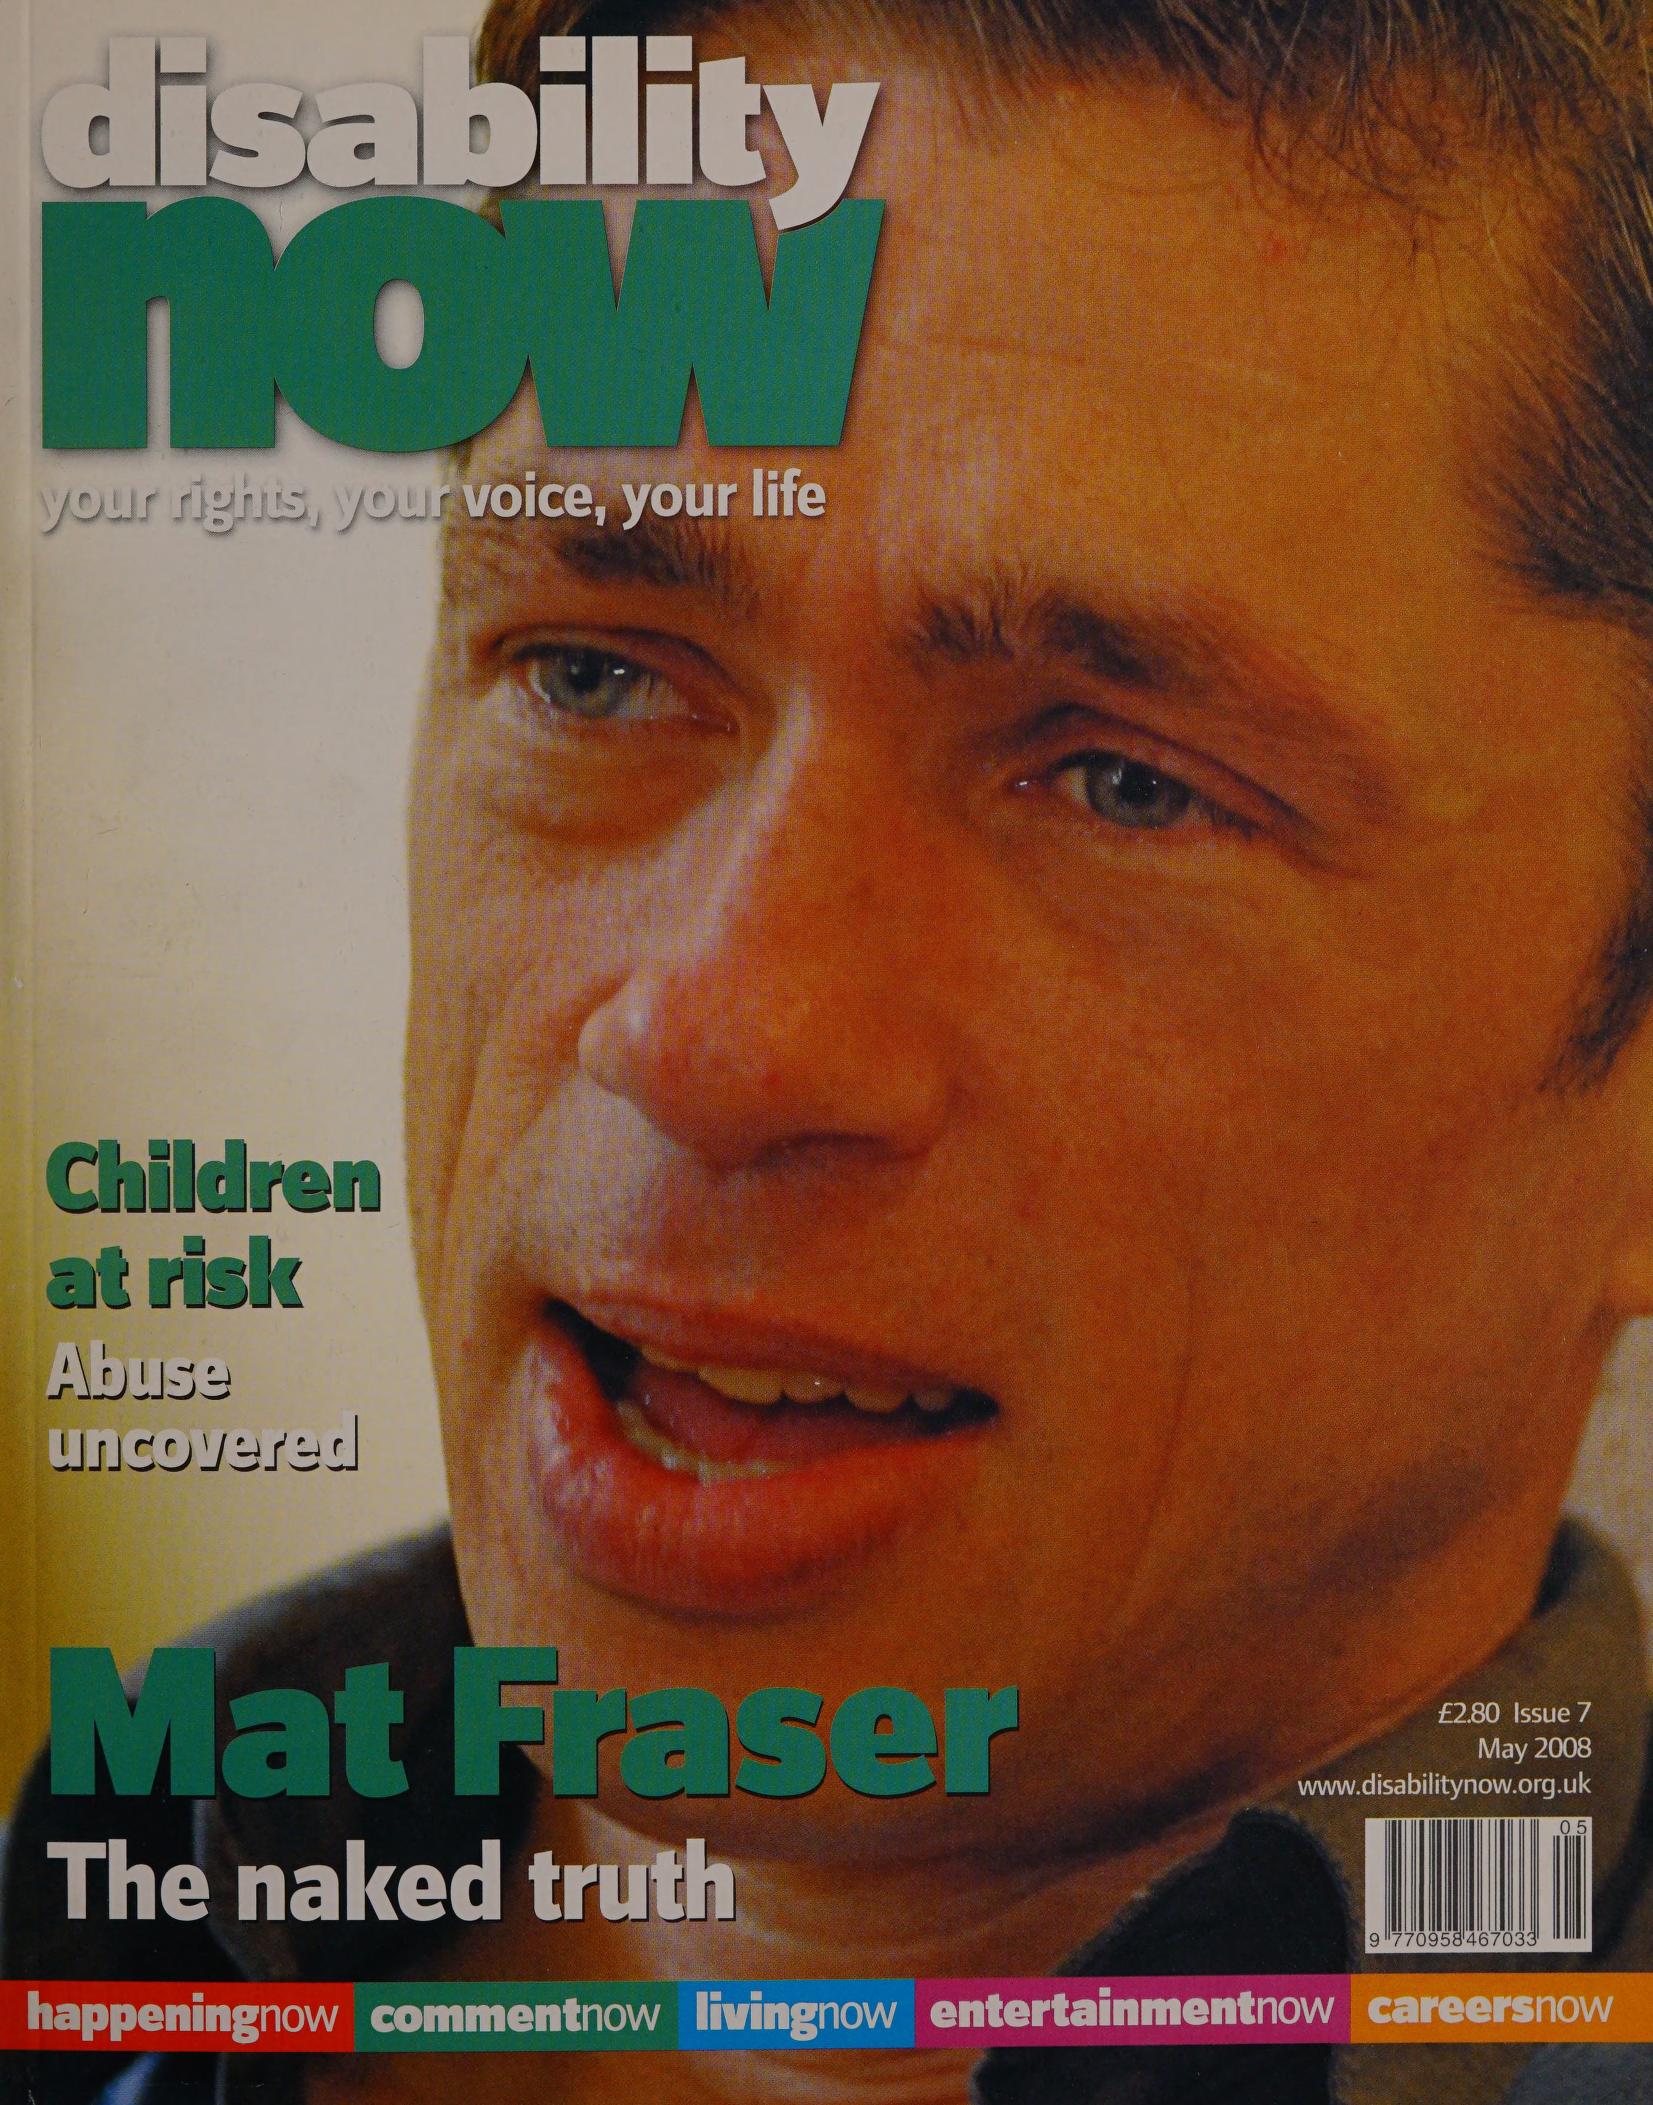 disability
now
your rights, your voice, your life
Children
at risk
Abuse
uncovered
Mat Fraser
The naked truth
£2.80 Issue 7
May 2008
www.disabilitynow.org.uk
05
9 770958 467033
happeningnow commentnow livingnow entertainmentnow careersnow